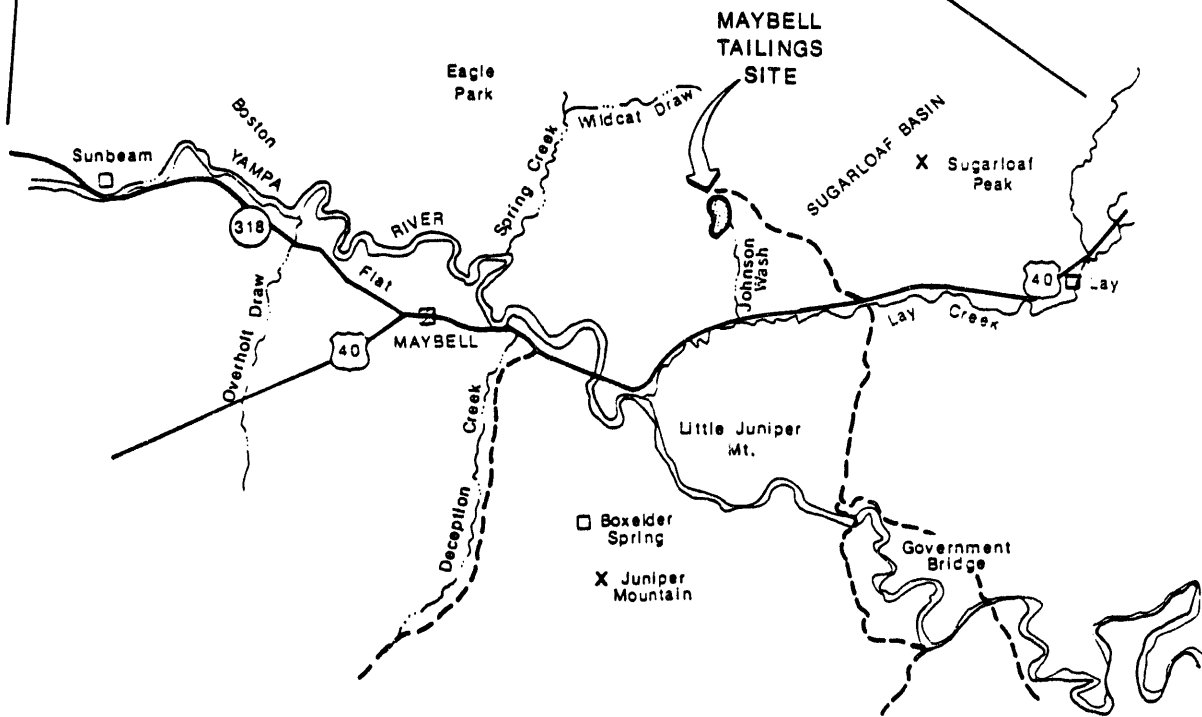 MAYBELL
TAILINGS
SITE
Eagle
Park
Wildcat Draw
Boston
Flat
Sunbeam
YAMPA
RIVER
Spring Creek
SUGARLOAF BASIN
X Sugarloaf
Peak
318
Johnson
Wash
40
Lay
Lay Creek
Overholt Draw
MAYBELL
40
Deception Creek
Little Juniper
Mt.
Boxelder
Spring
X Juniper
Mountain
Government
Bridge